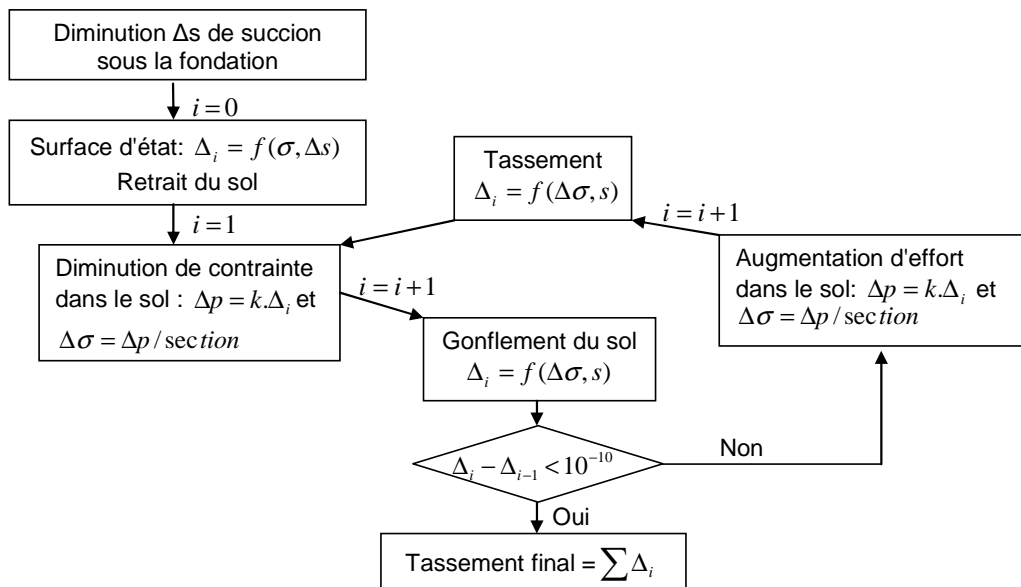 Diminution Δs de succion
sous la fondation
i = 0
Surface d'état: Δ_i = f(σ, Δs)
Retrait du sol
i = 1
Diminution de contrainte
dans le sol : Δp = k.Δ_i et
Δσ = Δp / section
i = i + 1
Gonflement du sol
Δ_i = f(Δσ, s)
Δ_i − Δ_{i−1} < 10^{−10}
Non
Augmentation d'effort
dans le sol: Δp = k.Δ_i et
Δσ = Δp / section
i = i + 1
Tassement
Δ_i = f(Δσ, s)
Oui
Tassement final = ∑ Δ_i